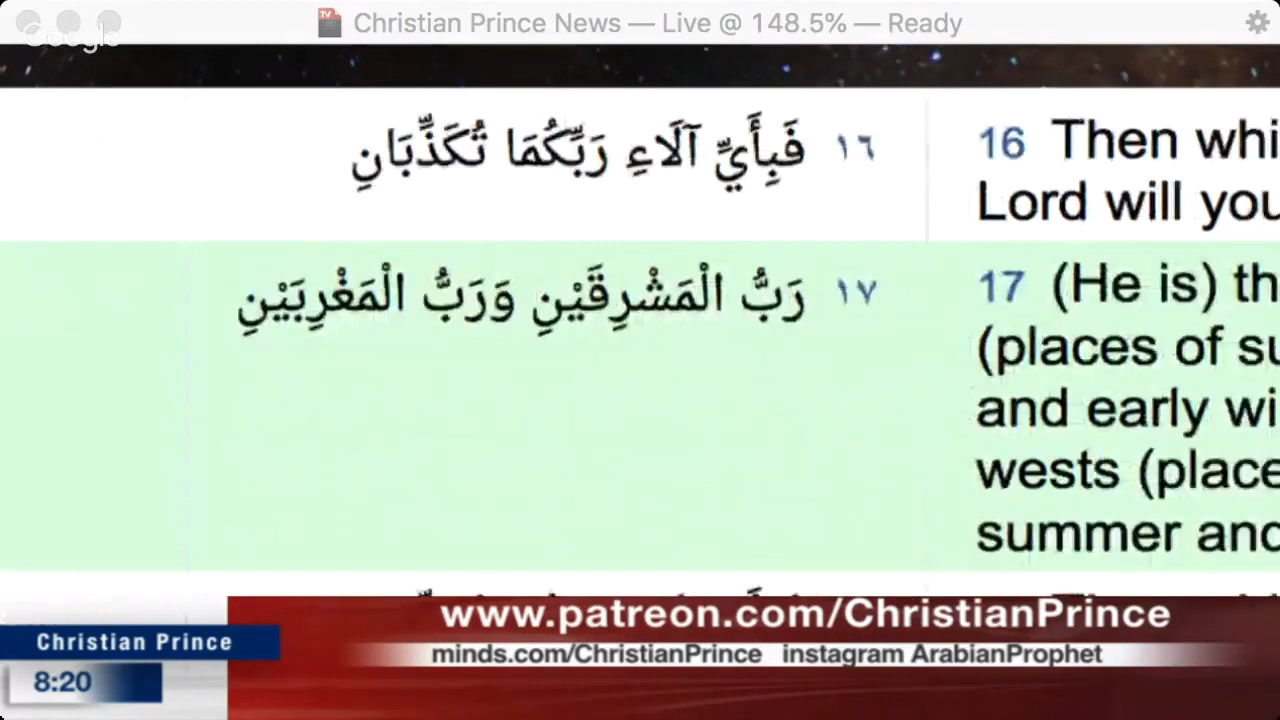 Christian Prince News — Live @ 148.5% — Ready
Google
فَبِأَيِّ آلَاءِ رَبِّكُمَا تُكَذِّبَانِ ١٦
16 Then whi
Lord will you
رَبُّ الْمَشْرِقَيْنِ وَرَبُّ الْمَغْرِبَيْنِ ١٧
17 (He is) th
(places of su
and early wi
wests (place
summer and
www.patreon.com/ChristianPrince
Christian Prince
minds.com/ChristianPrince instagram ArabianProphet
8:20